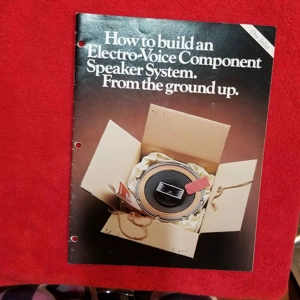 How to build an
Electro-Voice Component
Speaker System.
From the ground up.